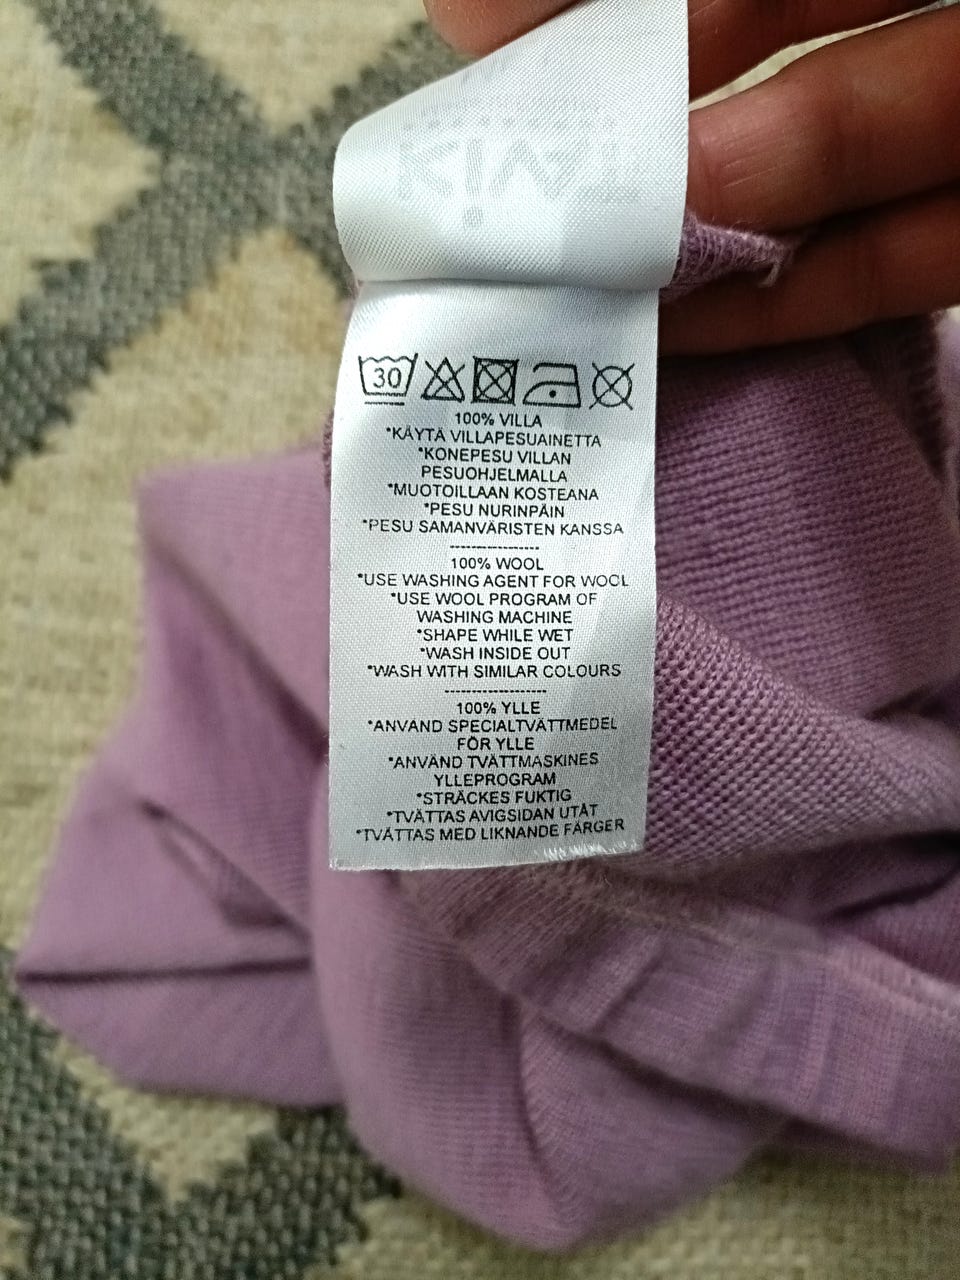 30
100% VILLA
*KÄYTÄ VILLAPESUAINETTA
*KONEPESU VILLAN
PESUOHJELMALLA
*MUOTOILLAAN KOSTEANA
*PESU NURINPÄIN
*PESU SAMANVÄRISTEN KANSSA
-----------------
100% WOOL
*USE WASHING AGENT FOR WOOL
*USE WOOL PROGRAM OF
WASHING MACHINE
*SHAPE WHILE WET
*WASH INSIDE OUT
*WASH WITH SIMILAR COLOURS
-------------------
100% YLLE
*ANVÄND SPECIALTVÄTTMEDEL
FÖR YLLE
*ANVÄND TVÄTTMASKINES
YLLEPROGRAM
*STRÄCKES FUKTIG
*TVÄTTAS AVIGSIDAN UTÅT
*TVÄTTAS MED LIKNANDE FÄRGER